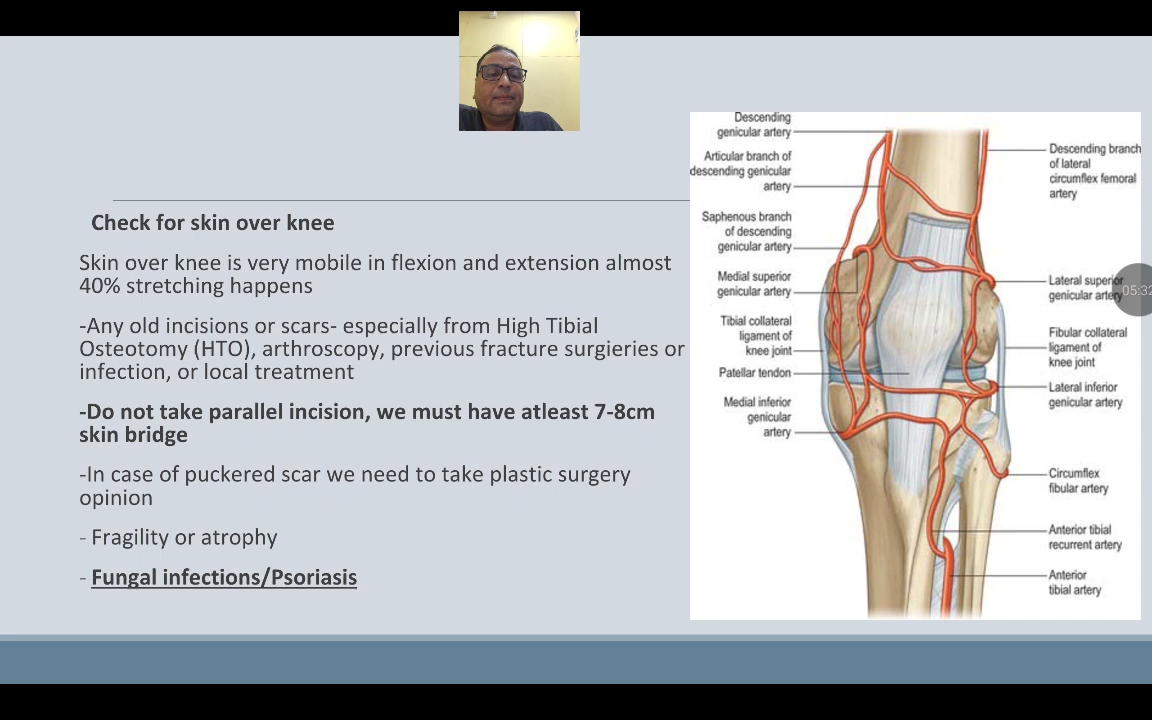 Check for skin over knee
Skin over knee is very mobile in flexion and extension almost
40% stretching happens
-Any old incisions or scars- especially from High Tibial
Osteotomy (HTO), arthroscopy, previous fracture surgieries or
infection, or local treatment
-Do not take parallel incision, we must have atleast 7-8cm
skin bridge
-In case of puckered scar we need to take plastic surgery
opinion
- Fragility or atrophy
- Fungal infections/Psoriasis
Descending
genicular artery
Articular branch of
descending genicular
artery
Saphenous branch
of descending
genicular artery
Medial superior
genicular artery
Tibial collateral
ligament of
knee joint
Patellar tendon
Medial inferior
genicular
artery
Descending branch
of lateral
circumflex femoral
artery
Lateral superior
genicular artery
05:32
Fibular collateral
ligament of
knee joint
Lateral inferior
genicular artery
Circumflex
fibular artery
Anterior tibial
recurrent artery
Anterior
tibial artery